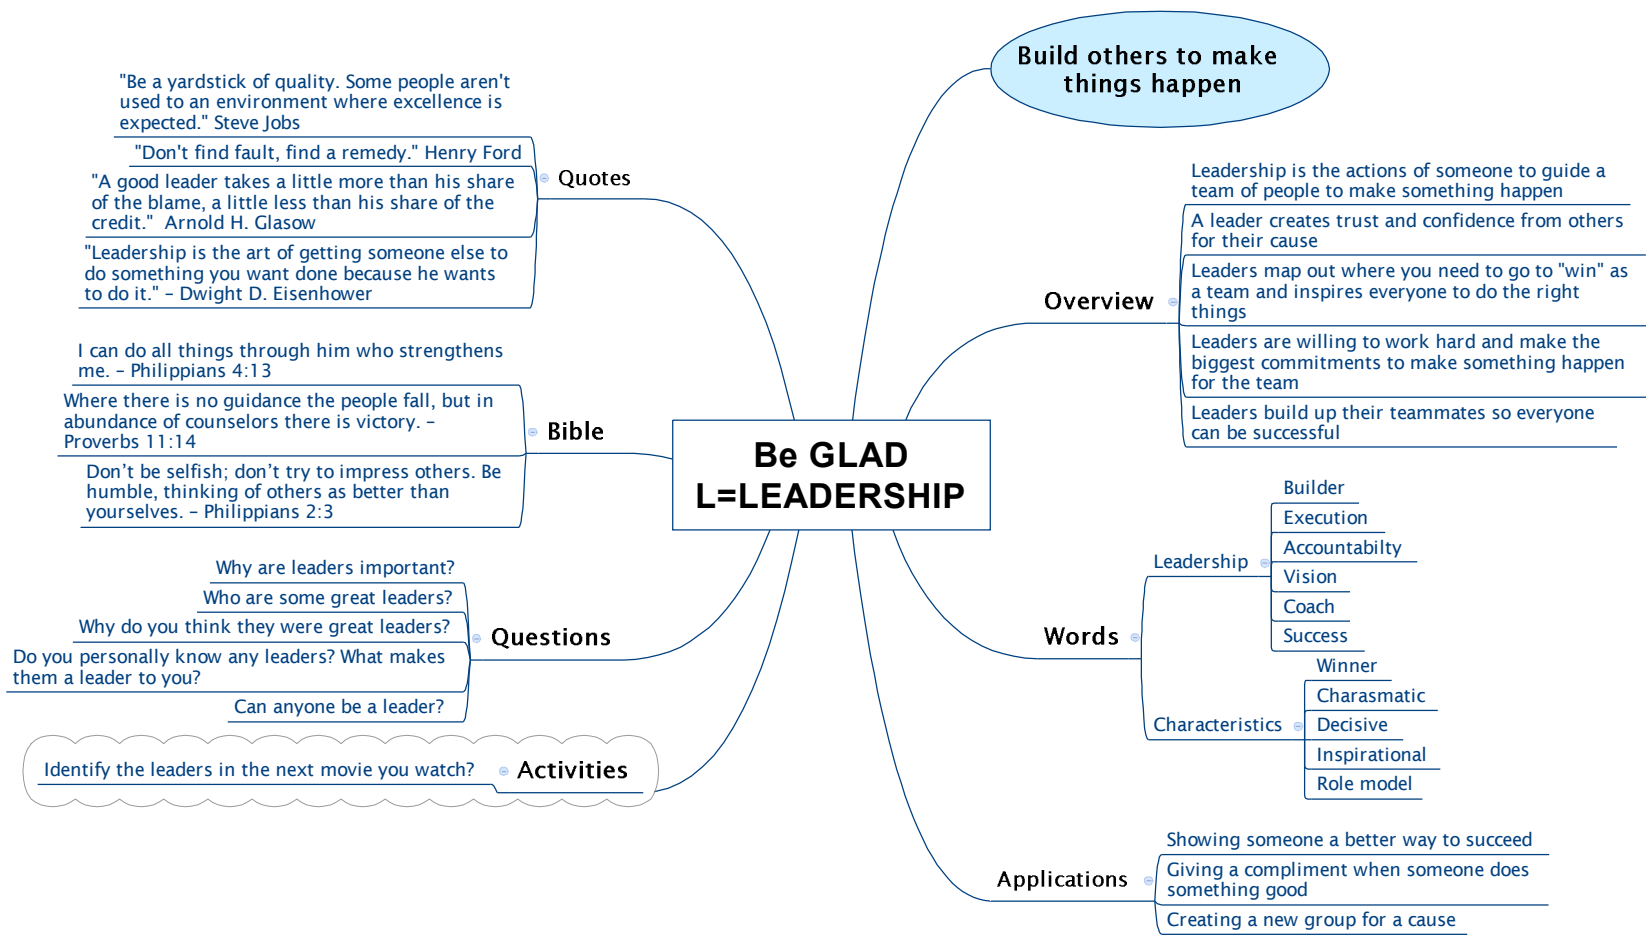 Be GLAD
L=LEADERSHIP
Build others to make
things happen
Overview
Leadership is the actions of someone to guide a
team of people to make something happen
A leader creates trust and confidence from others
for their cause
Leaders map out where you need to go to "win" as
a team and inspires everyone to do the right
things
Leaders are willing to work hard and make the
biggest commitments to make something happen
for the team
Leaders build up their teammates so everyone
can be successful
Words
Leadership
Builder
Execution
Accountabilty
Vision
Coach
Success
Characteristics
Winner
Charasmatic
Decisive
Inspirational
Role model
Applications
Showing someone a better way to succeed
Giving a compliment when someone does
something good
Creating a new group for a cause
Quotes
"Be a yardstick of quality. Some people aren't
used to an environment where excellence is
expected." Steve Jobs
"Don't find fault, find a remedy." Henry Ford
"A good leader takes a little more than his share
of the blame, a little less than his share of the
credit."  Arnold H. Glasow
"Leadership is the art of getting someone else to
do something you want done because he wants
to do it." – Dwight D. Eisenhower
Bible
I can do all things through him who strengthens
me. – Philippians 4:13
Where there is no guidance the people fall, but in
abundance of counselors there is victory. –
Proverbs 11:14
Don’t be selfish; don’t try to impress others. Be
humble, thinking of others as better than
yourselves. – Philippians 2:3
Questions
Why are leaders important?
Who are some great leaders?
Why do you think they were great leaders?
Do you personally know any leaders? What makes
them a leader to you?
Can anyone be a leader?
Activities
Identify the leaders in the next movie you watch?